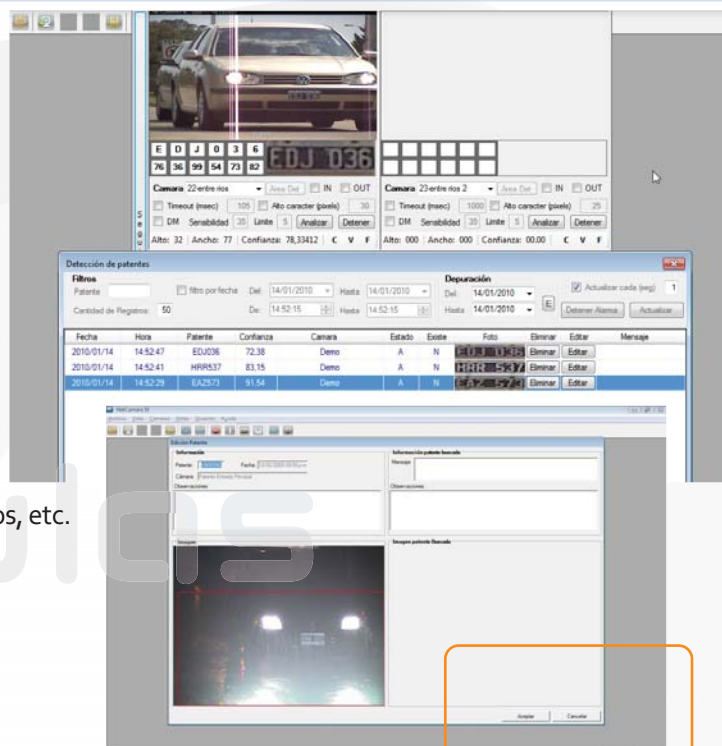 E D J 0 3 6
76 36 99 54 73 82
EDJ 036
Camara 22-entre rios Area Det IN OUT
Timeout (msec) 105 Alto caracter (pixels) 30
DM Sensibilidad 35 Limite 5 Analizar Detener
Alto: 32 Ancho: 77 Confianza: 78,33412 C V F
Camara 23-entre rios 2 Area Det IN OUT
Timeout (msec) 1000 Alto caracter (pixels) 25
DM Sensibilidad 35 Limite 5 Analizar Detener
Alto: 000 Ancho: 000 Confianza: 00.00 C V F
S
e
g
u
Detección de patentes
Filtros
Patente filtro por fecha Del: 14/01/2010 Hasta 14/01/2010
Cantidad de Registros: 50 De: 14:52:15 Hasta 14:52:15
Depuración
Del: 14/01/2010
Hasta 14/01/2010
E
Actualizar cada (seg) 1
Detener Alarma Actualizar
Fecha Hora Patente Confianza Camara Estado Existe Foto Eliminar Editar Mensaje
2010/01/14 14:52:47 EDJ036 72,38 Demo A N EDJ 036 Eliminar Editar
2010/01/14 14:52:41 HRR537 83,15 Demo A N HRR 537 Eliminar Editar
2010/01/14 14:52:29 EAZ573 91,54 Demo A N EAZ 573 Eliminar Editar
Edicion Patente
Información
Patente
Fecha
Cámara
Observaciones
Imagen
Información patente buscada
Mensaje
Observaciones
Imagen patente Buscada
Aceptar Cancelar
os, etc.